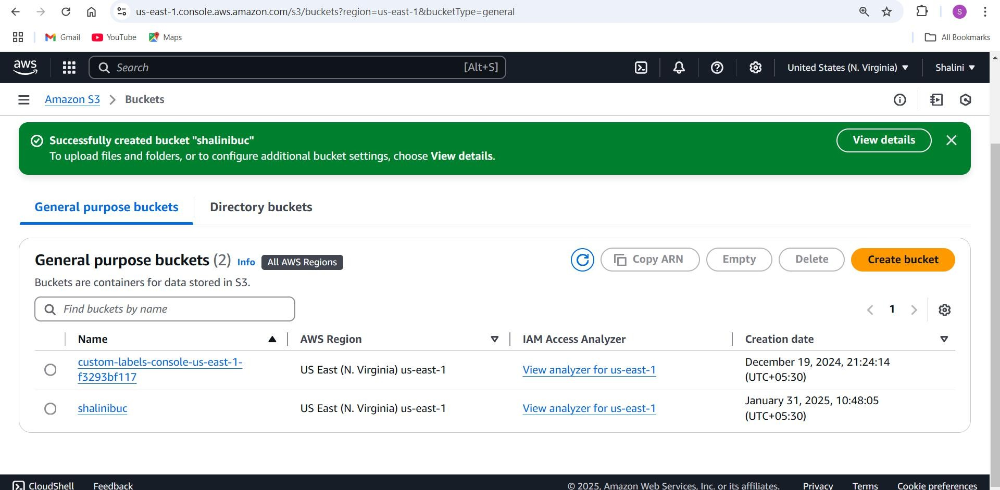 us-east-1.console.aws.amazon.com/s3/buckets?region=us-east-1&bucketType=general
S
Gmail
YouTube
Maps
All Bookmarks
aws
Search
[Alt+S]
United States (N. Virginia)
Shalini
Amazon S3 > Buckets
Successfully created bucket "shalinibuc"
To upload files and folders, or to configure additional bucket settings, choose View details.
View details
General purpose buckets
Directory buckets
General purpose buckets (2) Info All AWS Regions
Copy ARN
Empty
Delete
Create bucket
Buckets are containers for data stored in S3.
Find buckets by name
1
Name
AWS Region
IAM Access Analyzer
Creation date
custom-labels-console-us-east-1-
f3293bf117
US East (N. Virginia) us-east-1
View analyzer for us-east-1
December 19, 2024, 21:24:14
(UTC+05:30)
shalinibuc
US East (N. Virginia) us-east-1
View analyzer for us-east-1
January 31, 2025, 10:48:05
(UTC+05:30)
CloudShell
Feedback
© 2025, Amazon Web Services, Inc. or its affiliates.
Privacy
Terms
Cookie preferences